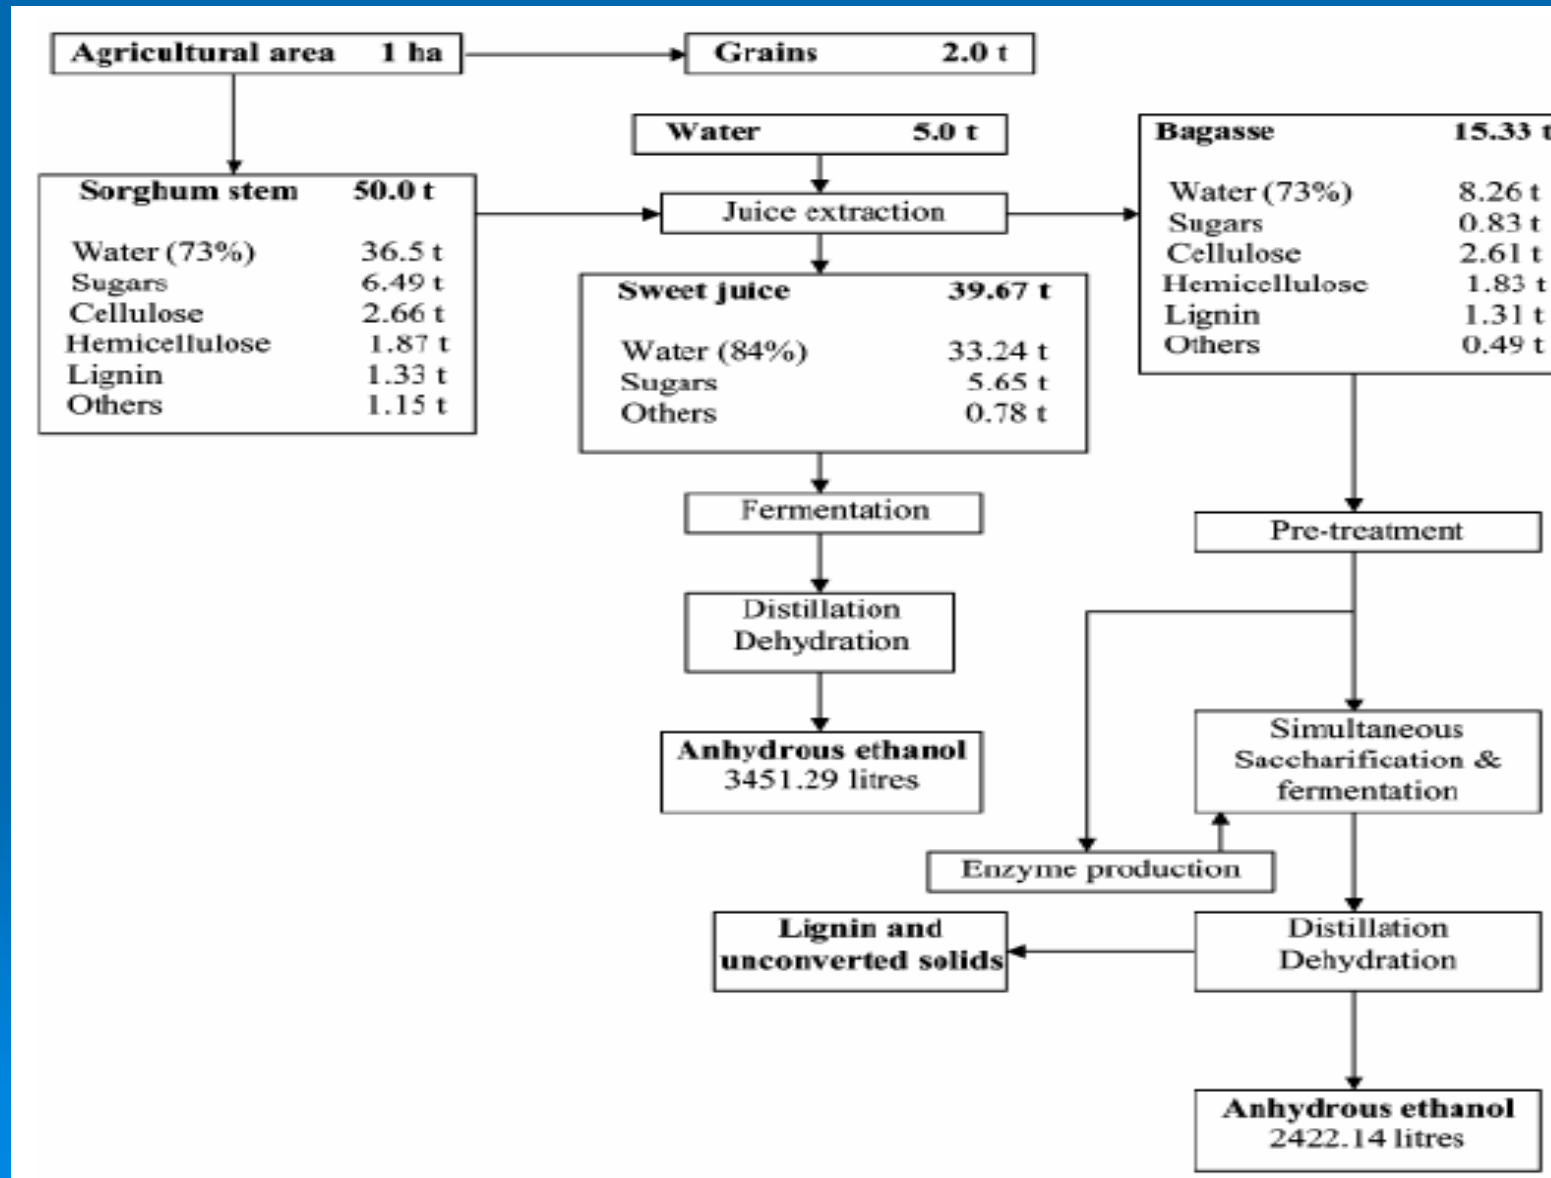 Agricultural area 1 ha
Grains 2.0 t
Water 5.0 t
Bagasse 15.33 t
Water (73%) 8.26 t
Sugars 0.83 t
Cellulose 2.61 t
Hemicellulose 1.83 t
Lignin 1.31 t
Others 0.49 t
Sorghum stem 50.0 t
Water (73%) 36.5 t
Sugars 6.49 t
Cellulose 2.66 t
Hemicellulose 1.87 t
Lignin 1.33 t
Others 1.15 t
Juice extraction
Sweet juice 39.67 t
Water (84%) 33.24 t
Sugars 5.65 t
Others 0.78 t
Fermentation
Pre-treatment
Distillation
Dehydration
Anhydrous ethanol
3451.29 litres
Simultaneous
Saccharification &
fermentation
Enzyme production
Lignin and
unconverted solids
Distillation
Dehydration
Anhydrous ethanol
2422.14 litres